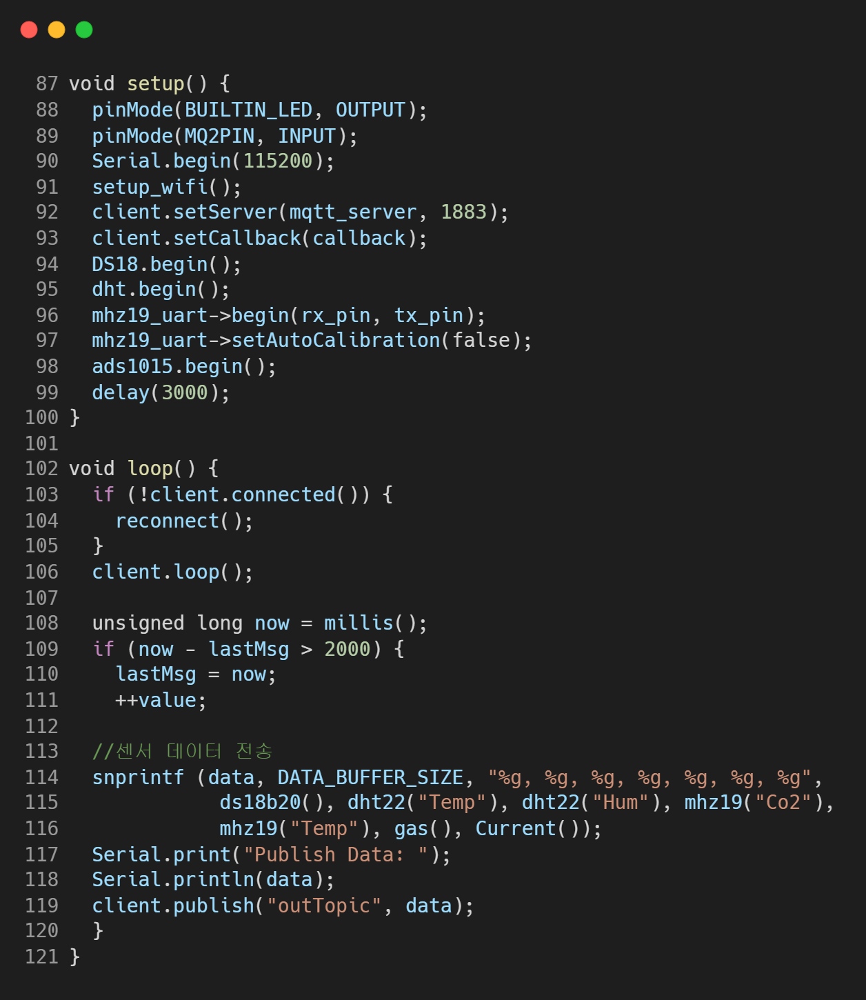 87 void setup() {
88   pinMode(BUILTIN_LED, OUTPUT);
89   pinMode(MQ2PIN, INPUT);
90   Serial.begin(115200);
91   setup_wifi();
92   client.setServer(mqtt_server, 1883);
93   client.setCallback(callback);
94   DS18.begin();
95   dht.begin();
96   mhz19_uart->begin(rx_pin, tx_pin);
97   mhz19_uart->setAutoCalibration(false);
98   ads1015.begin();
99   delay(3000);
100 }
101
102 void loop() {
103   if (!client.connected()) {
104     reconnect();
105   }
106   client.loop();
107
108   unsigned long now = millis();
109   if (now - lastMsg > 2000) {
110     lastMsg = now;
111     ++value;
112
113   //센서 데이터 전송
114   snprintf (data, DATA_BUFFER_SIZE, "%g, %g, %g, %g, %g, %g, %g",
115              ds18b20(), dht22("Temp"), dht22("Hum"), mhz19("Co2"),
116              mhz19("Temp"), gas(), Current());
117   Serial.print("Publish Data: ");
118   Serial.println(data);
119   client.publish("outTopic", data);
120   }
121 }